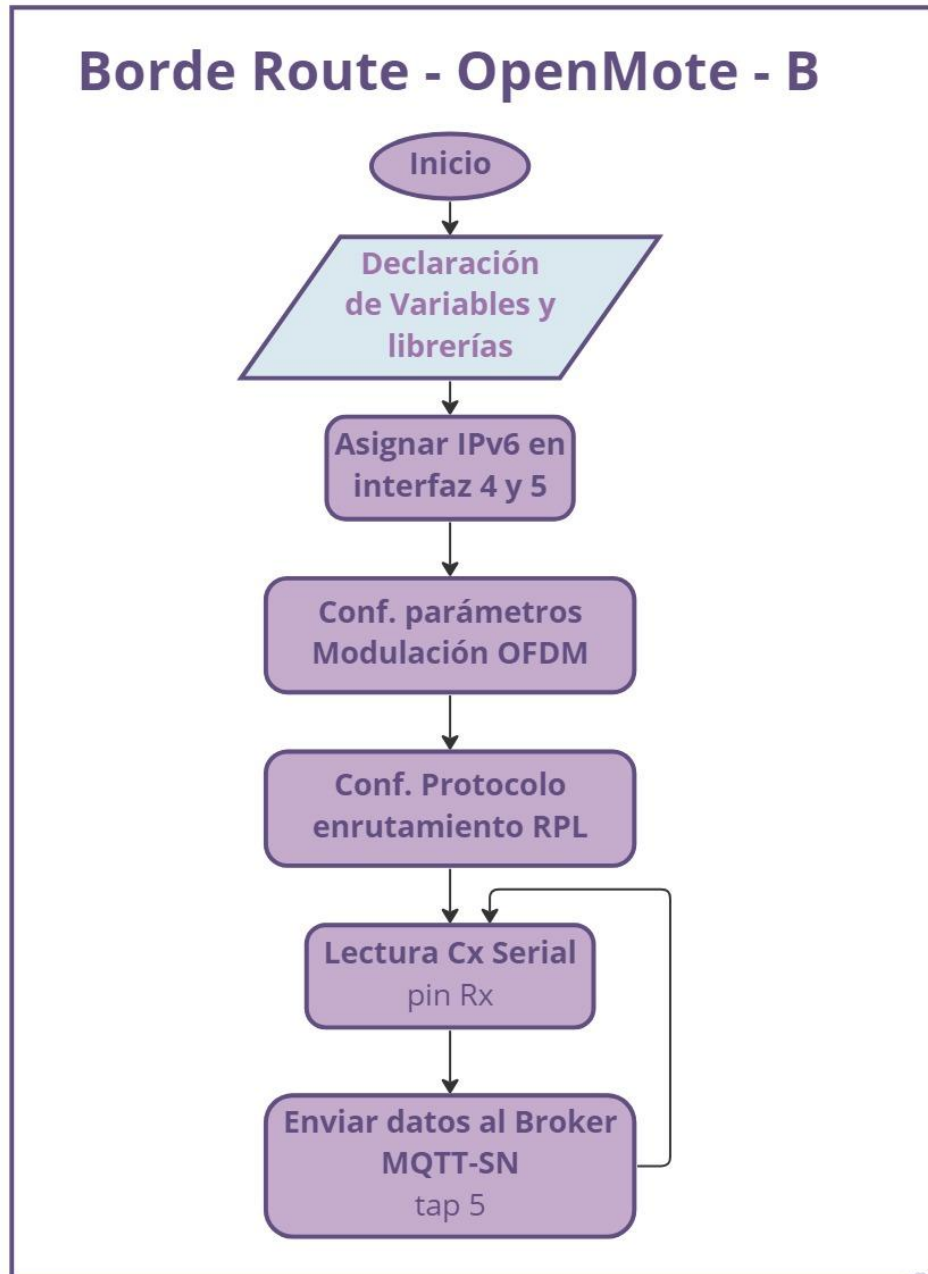 Borde Route - OpenMote - B
Inicio
Declaración
de Variables y
librerías
Asignar IPv6 en
interfaz 4 y 5
Conf. parámetros
Modulación OFDM
Conf. Protocolo
enrutamiento RPL
Lectura Cx Serial
pin Rx
Enviar datos al Broker
MQTT-SN
tap 5